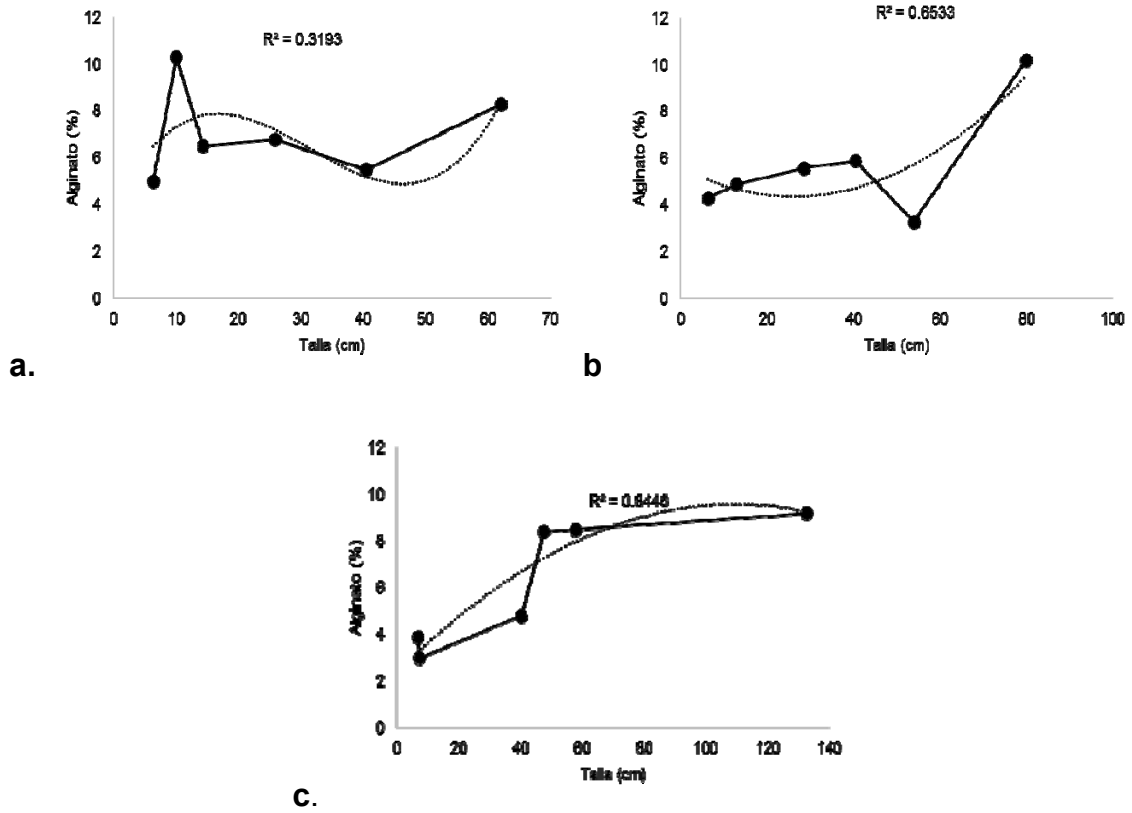 12
10
8
6
4
2
0
Alginato (%)
R² = 0.3193
0 10 20 30 40 50 60 70
Talla (cm)
a.
12
10
8
6
4
2
0
Alginato (%)
R² = 0.6533
0 20 40 60 80 100
Talla (cm)
b
12
10
8
6
4
2
0
Alginato (%)
R² = 0.8446
0 20 40 60 80 100 120 140
Talla (cm)
c.